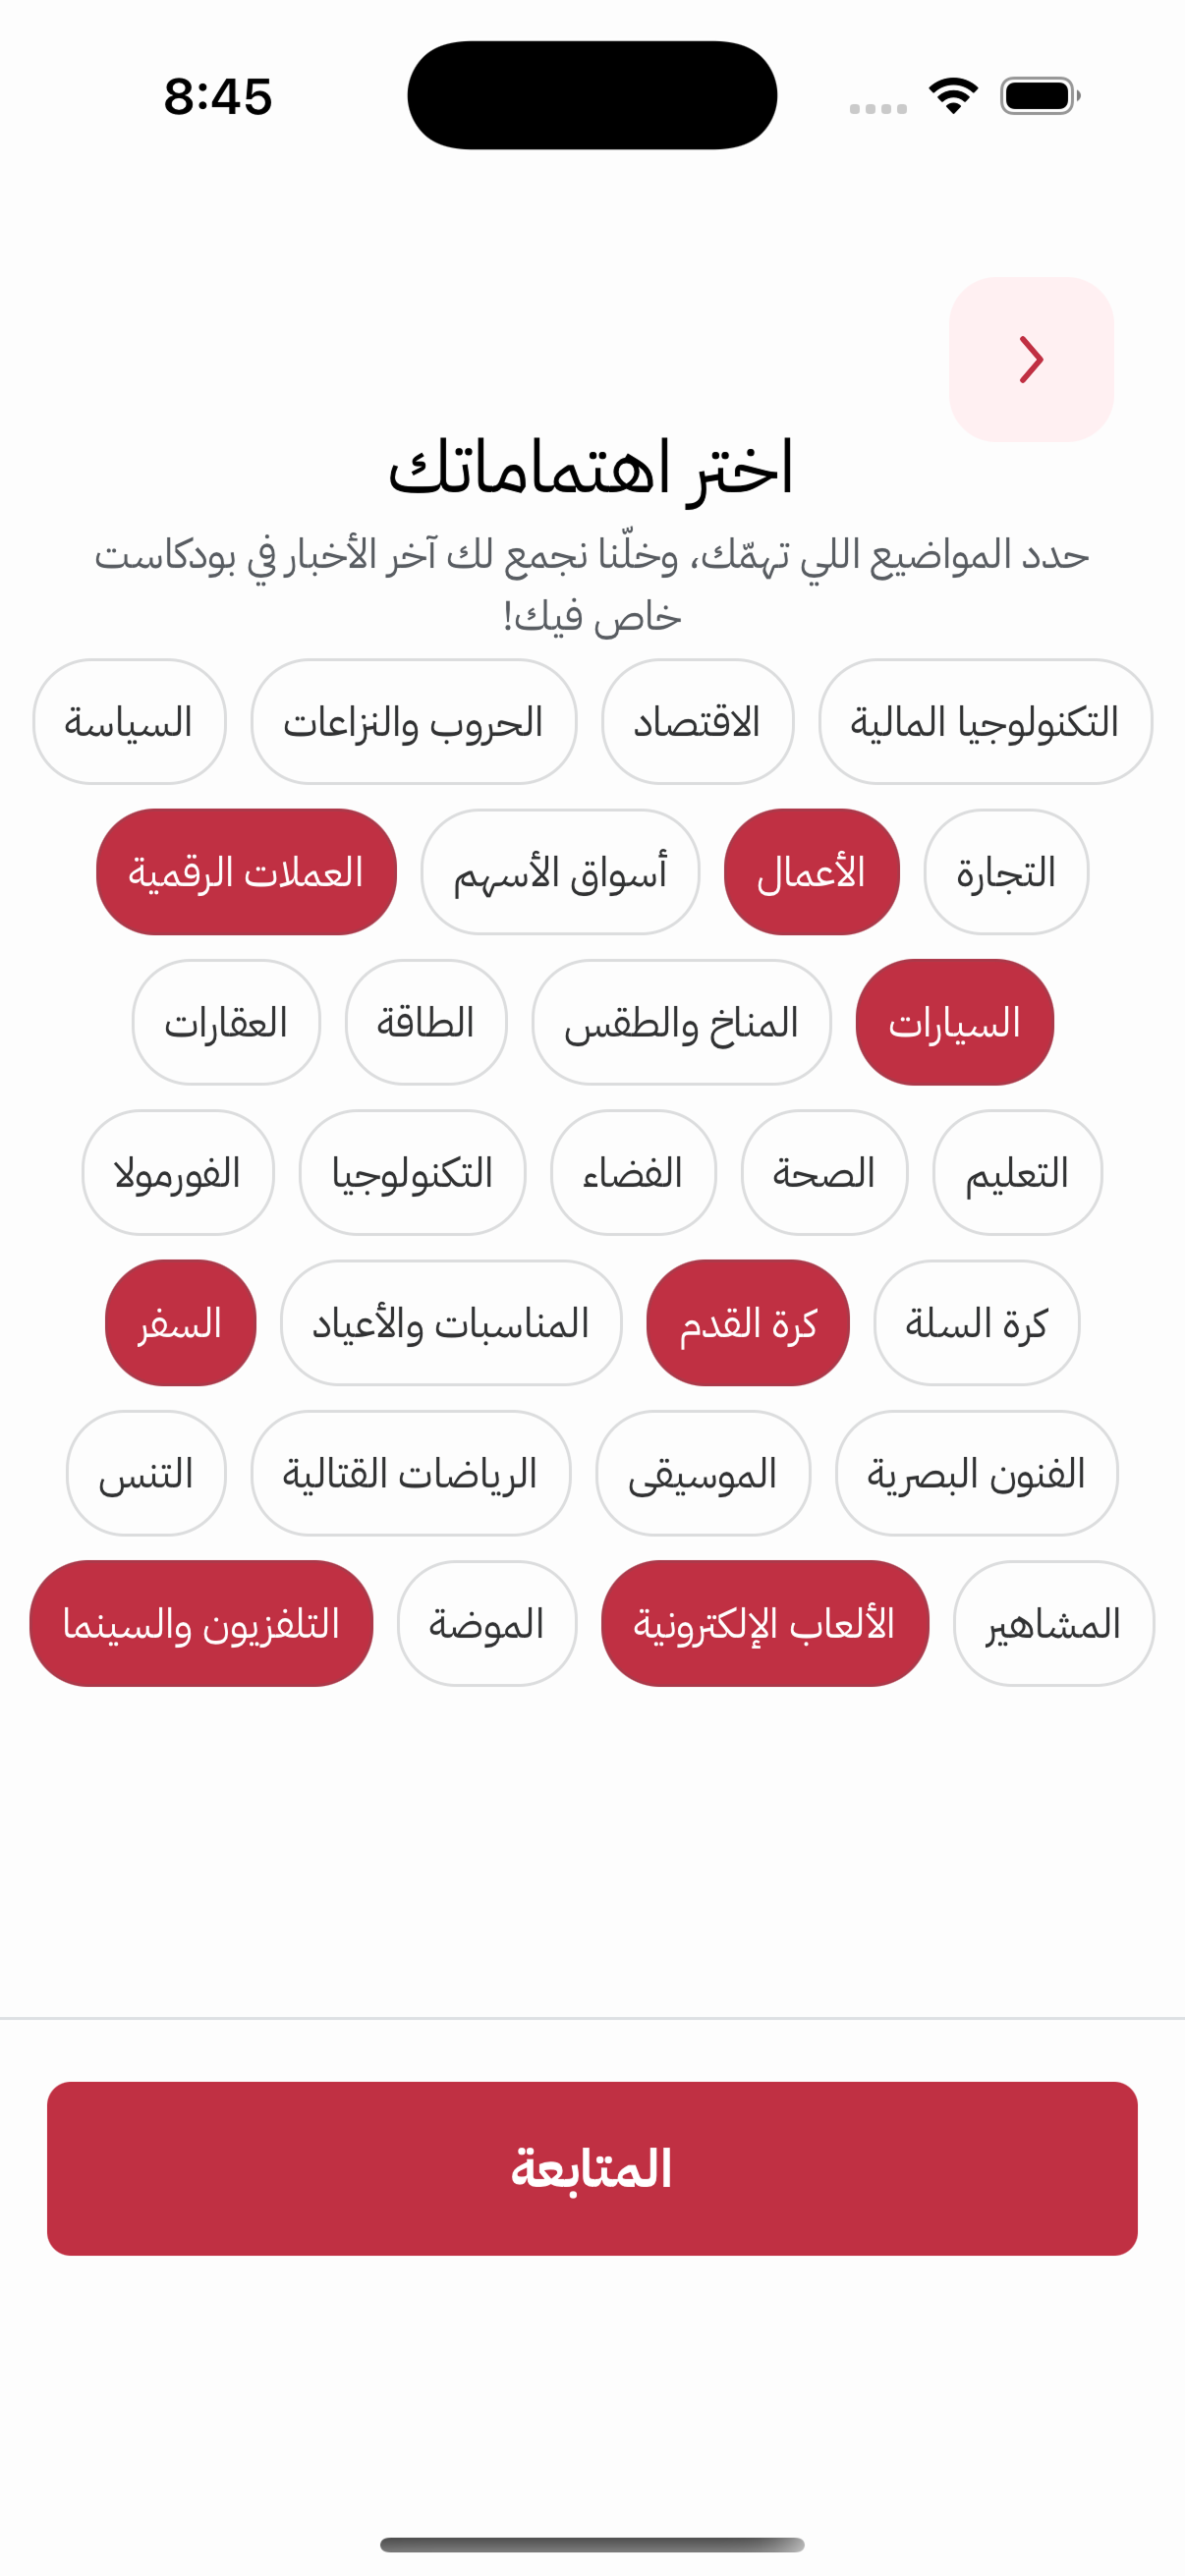 8:45
اختر اهتماماتك
حدد المواضيع اللي تهمّك، وخلّنا نجمع لك آخر الأخبار في بودكاست
خاص فيك!
التكنولوجيا المالية الاقتصاد الحروب والنزاعات السياسة
التجارة الأعمال أسواق الأسهم العملات الرقمية
السيارات المناخ والطقس الطاقة العقارات
التعليم الصحة الفضاء التكنولوجيا الفورمولا
كرة السلة كرة القدم المناسبات والأعياد السفر
الفنون البصرية الموسيقى الرياضات القتالية التنس
المشاهير الألعاب الإلكترونية الموضة التلفزيون والسينما
المتابعة